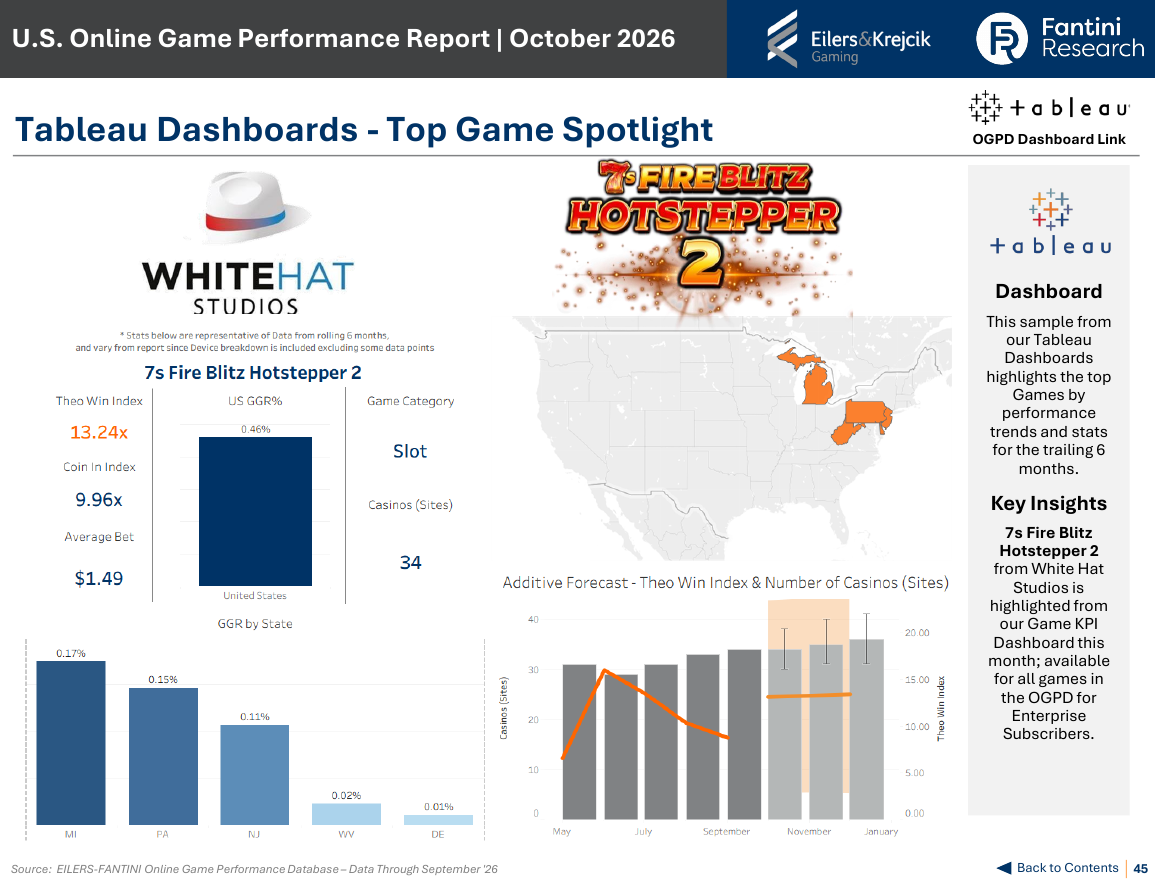 U.S. Online Game Performance Report | October 2026
Eilers&Krejcik
Gaming
Fantini
Research
Tableau Dashboards - Top Game Spotlight
+ a b | e a u
OGPD Dashboard Link
WHITEHAT
STUDIOS
7s FIRE BLITZ
HOTSTEPPER
2
* Stats below are representative of Data from rolling 6 months,
and vary from report since Device breakdown is included excluding some data points
7s Fire Blitz Hotstepper 2
Theo Win Index
13.24x
Coin In Index
9.96x
Average Bet
$1.49
US GGR%
0.46%
United States
Game Category
Slot
Casinos (Sites)
34
GGR by State
0.17%
0.15%
0.11%
0.02%
0.01%
MI
PA
NJ
WV
DE
Additive Forecast - Theo Win Index & Number of Casinos (Sites)
Casinos (Sites)
40
30
20
10
0
20.00
15.00
10.00
5.00
0.00
Theo Win Index
May
July
September
November
January
+ a b | e a u
Dashboard
This sample from
our Tableau
Dashboards
highlights the top
Games by
performance
trends and stats
for the trailing 6
months.
Key Insights
7s Fire Blitz
Hotstepper 2
from White Hat
Studios is
highlighted from
our Game KPI
Dashboard this
month; available
for all games in
the OGPD for
Enterprise
Subscribers.
Source: EILERS-FANTINI Online Game Performance Database – Data Through September '26
Back to Contents
45